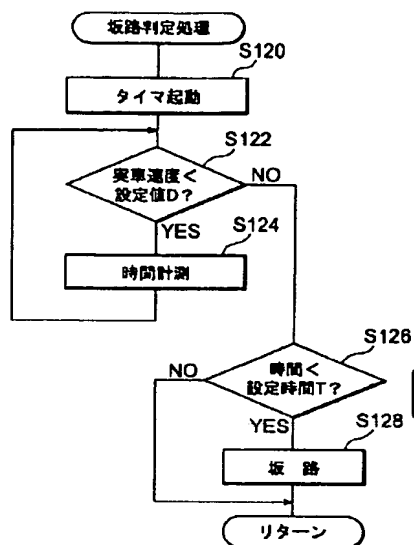 坂路判定処理
S120
タイマ起動
S122
実車速度<
設定値D?
NO
YES
S124
時間計測
S126
時間<
設定時間T?
NO
YES
S128
坂 路
リターン